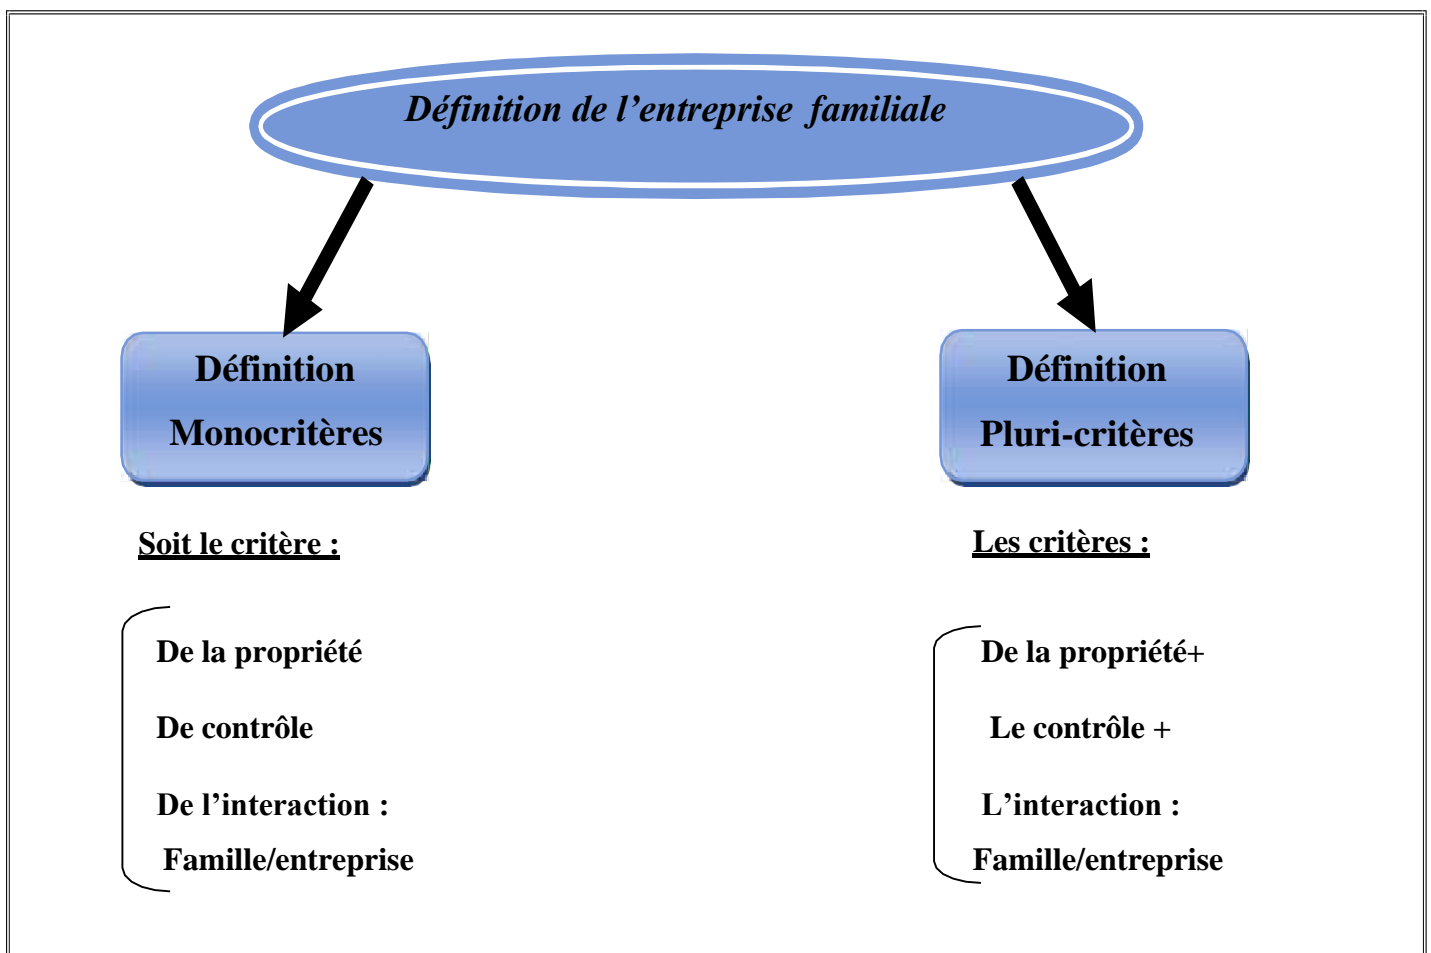 Définition de l’entreprise familiale
Définition
Monocritères
Soit le critère :
De la propriété
De contrôle
De l’interaction :
Famille/entreprise
Définition
Pluri-critères
Les critères :
De la propriété+
Le contrôle +
L’interaction :
Famille/entreprise